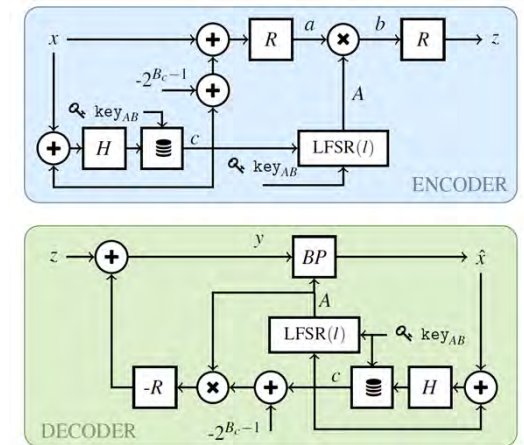 x
R
a
b
R
z
-2^{B_c-1}
A
key_{AB}
c
H
LFSR(l)
key_{AB}
ENCODER
z
y
BP
x̂
A
LFSR(l)
key_{AB}
c
-R
H
-2^{B_c-1}
DECODER